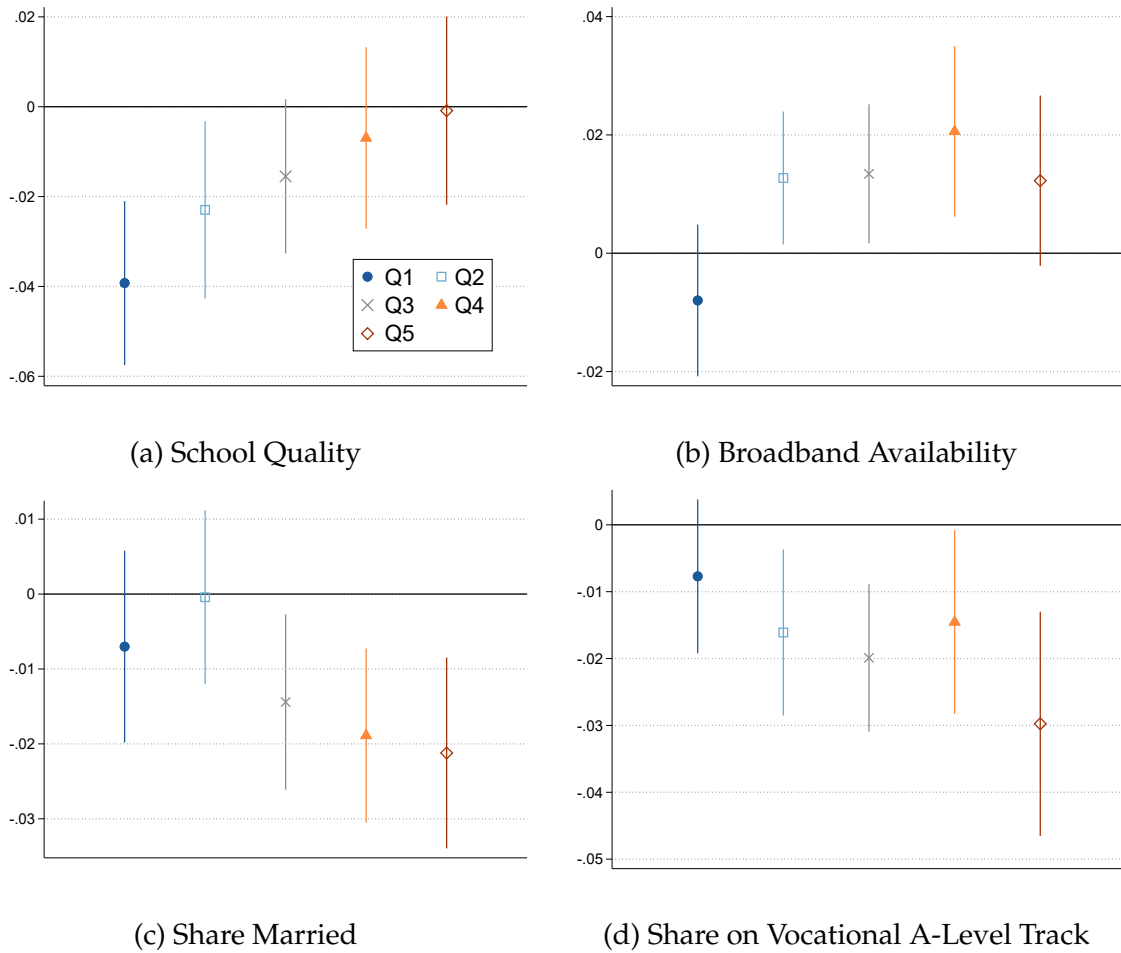 .02
0
-.02
-.04
-.06
Q1 Q2
Q3 Q4
Q5
(a) School Quality
.04
.02
0
-.02
(b) Broadband Availability
.01
0
-.01
-.02
-.03
(c) Share Married
0
-.01
-.02
-.03
-.04
-.05
(d) Share on Vocational A-Level Track